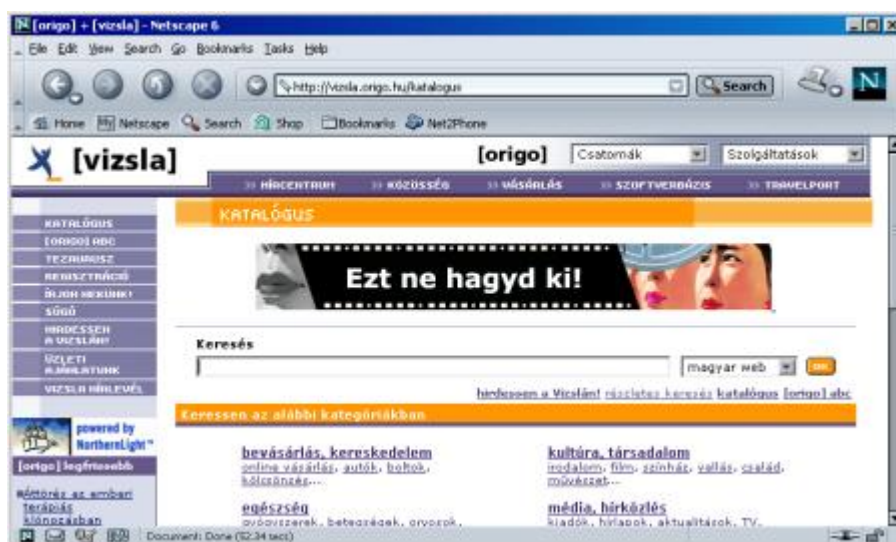 [origo] + [vizsla] - Netscape 6
File Edit View Search Go Bookmarks Tasks Help
http://vizsla.origo.hu/katalogus Search N
Home Netscape Search Shop Bookmarks Net2Phone
[vizsla] [origo] Csatornák Szolgáltatások
>> HÍRCENTRUM >> KÖZÖSSÉG >> VÁSÁRLÁS >> SZOFTVERBÁZIS >> TRAVELPORT
KATALÓGUS
KATALÓGUS
[ORIGO] ABC
TEZAURUSZ
REGISZTRÁCIÓ
ÍRJON NEKÜNK!
SÚGÓ
HIRDESSEN
A VIZSLÁN!
ÜZLETI
AJÁNLATUNK
VIZSLA HÍRLEVÉL
Ezt ne hagyd ki!
Keresés
magyar web OK
hirdessen a Vizslán! részletes keresés katalógus [origo] abc
Keressen az alábbi kategóriákban
powered by
NorthernLight™
[origo] legfrissebb
Áttörés az emberi
terápiás
klónozásban
bevásárlás, kereskedelem
online vásárlás, autók, boltok,
kölcsönzés...
kultúra, társadalom
irodalom, film, színház, vallás, család,
művészet...
egészség
gyógyszerek, betegségek, orvosok,
média, hírközlés
kiadók, hírlapok, aktualitások, TV,
Document: Done (52.34 secs)